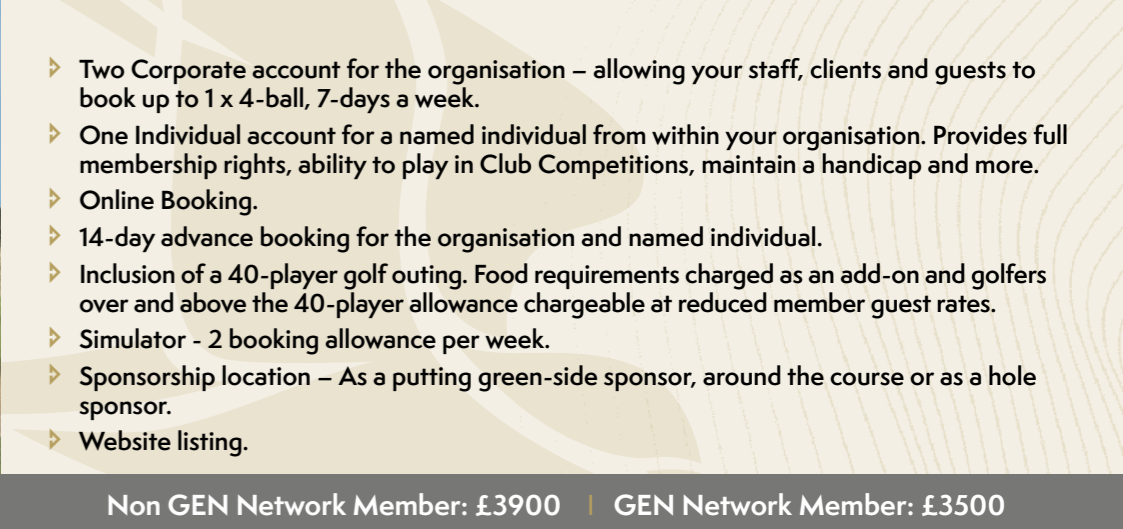 Two Corporate account for the organisation – allowing your staff, clients and guests to
book up to 1 x 4-ball, 7-days a week.
One Individual account for a named individual from within your organisation. Provides full
membership rights, ability to play in Club Competitions, maintain a handicap and more.
Online Booking.
14-day advance booking for the organisation and named individual.
Inclusion of a 40-player golf outing. Food requirements charged as an add-on and golfers
over and above the 40-player allowance chargeable at reduced member guest rates.
Simulator - 2 booking allowance per week.
Sponsorship location – As a putting green-side sponsor, around the course or as a hole
sponsor.
Website listing.
Non GEN Network Member: £3900 | GEN Network Member: £3500